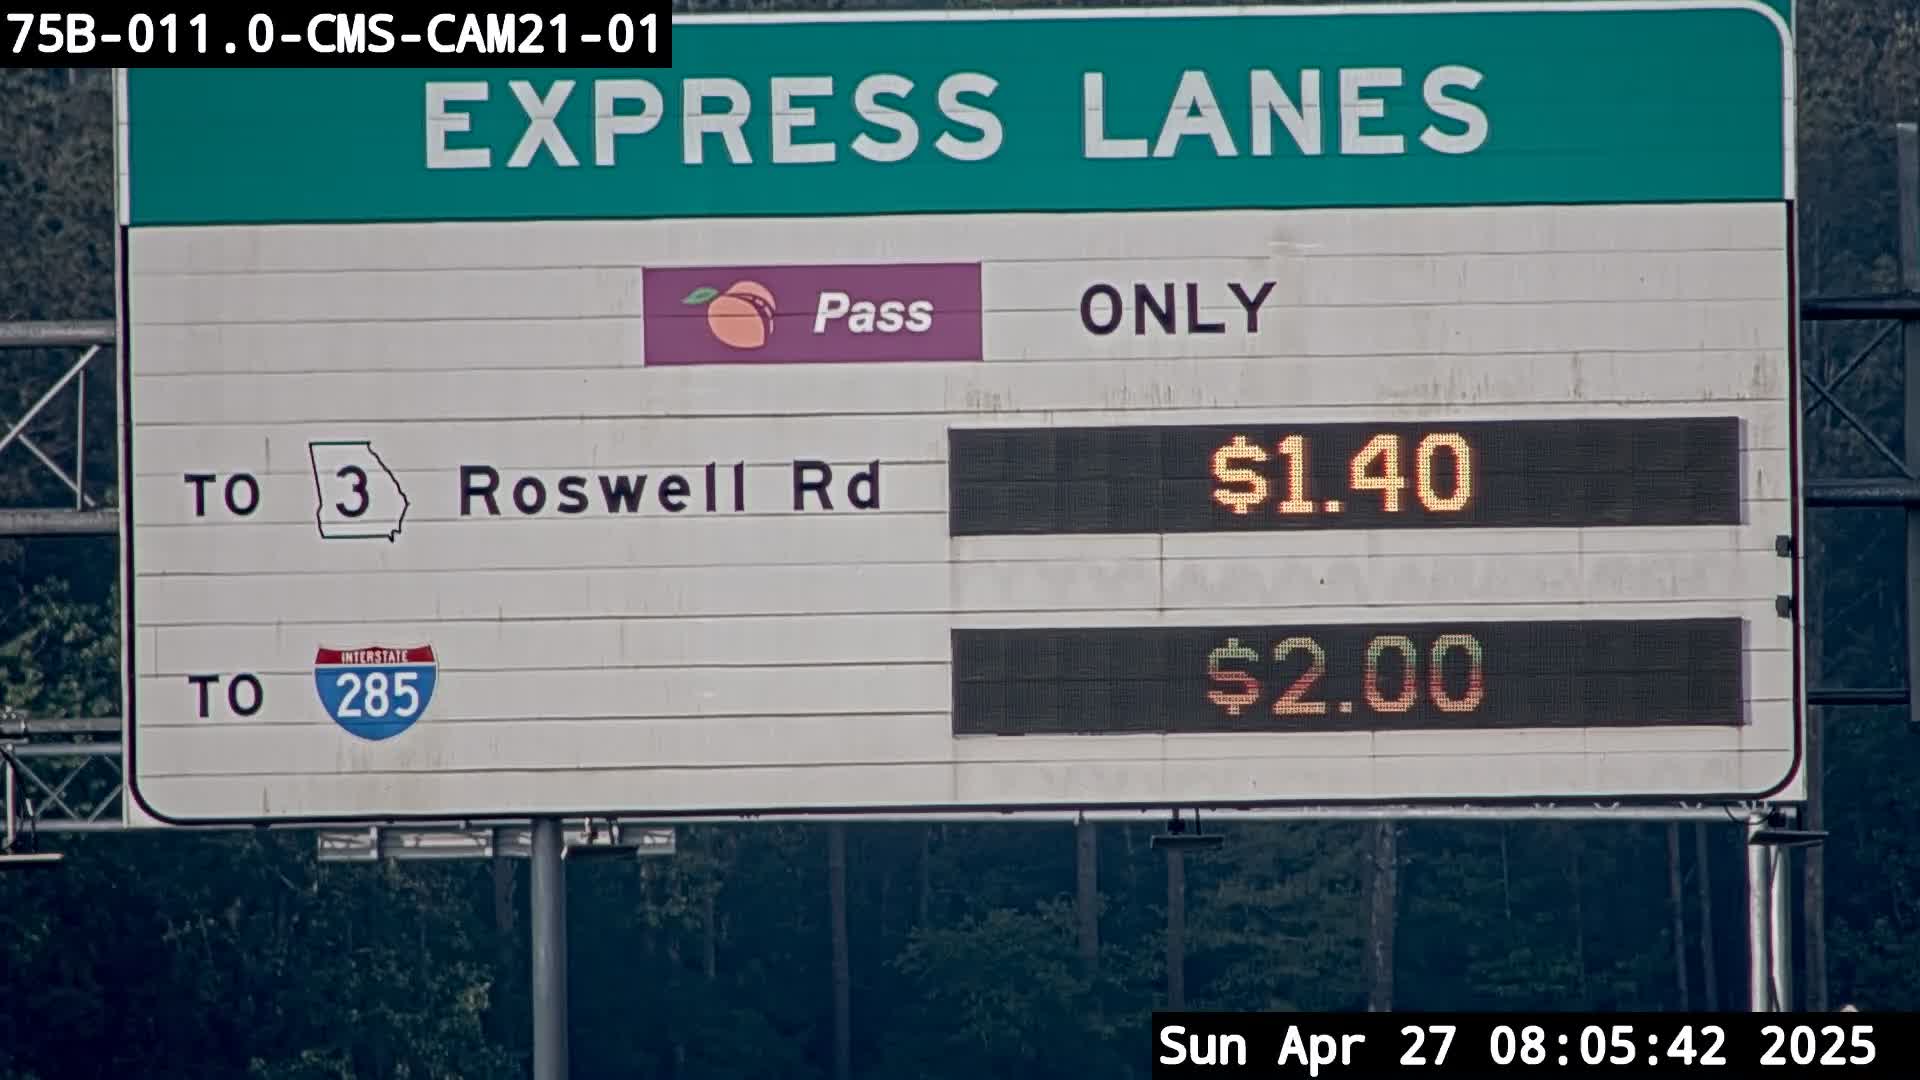 75B-011.0-CMS-CAM21-01
EXPRESS LANES
Pass ONLY
TO 3 Roswell Rd $1.40
TO INTERSTATE 285 $2.00
Sun Apr 27 08:05:42 2025